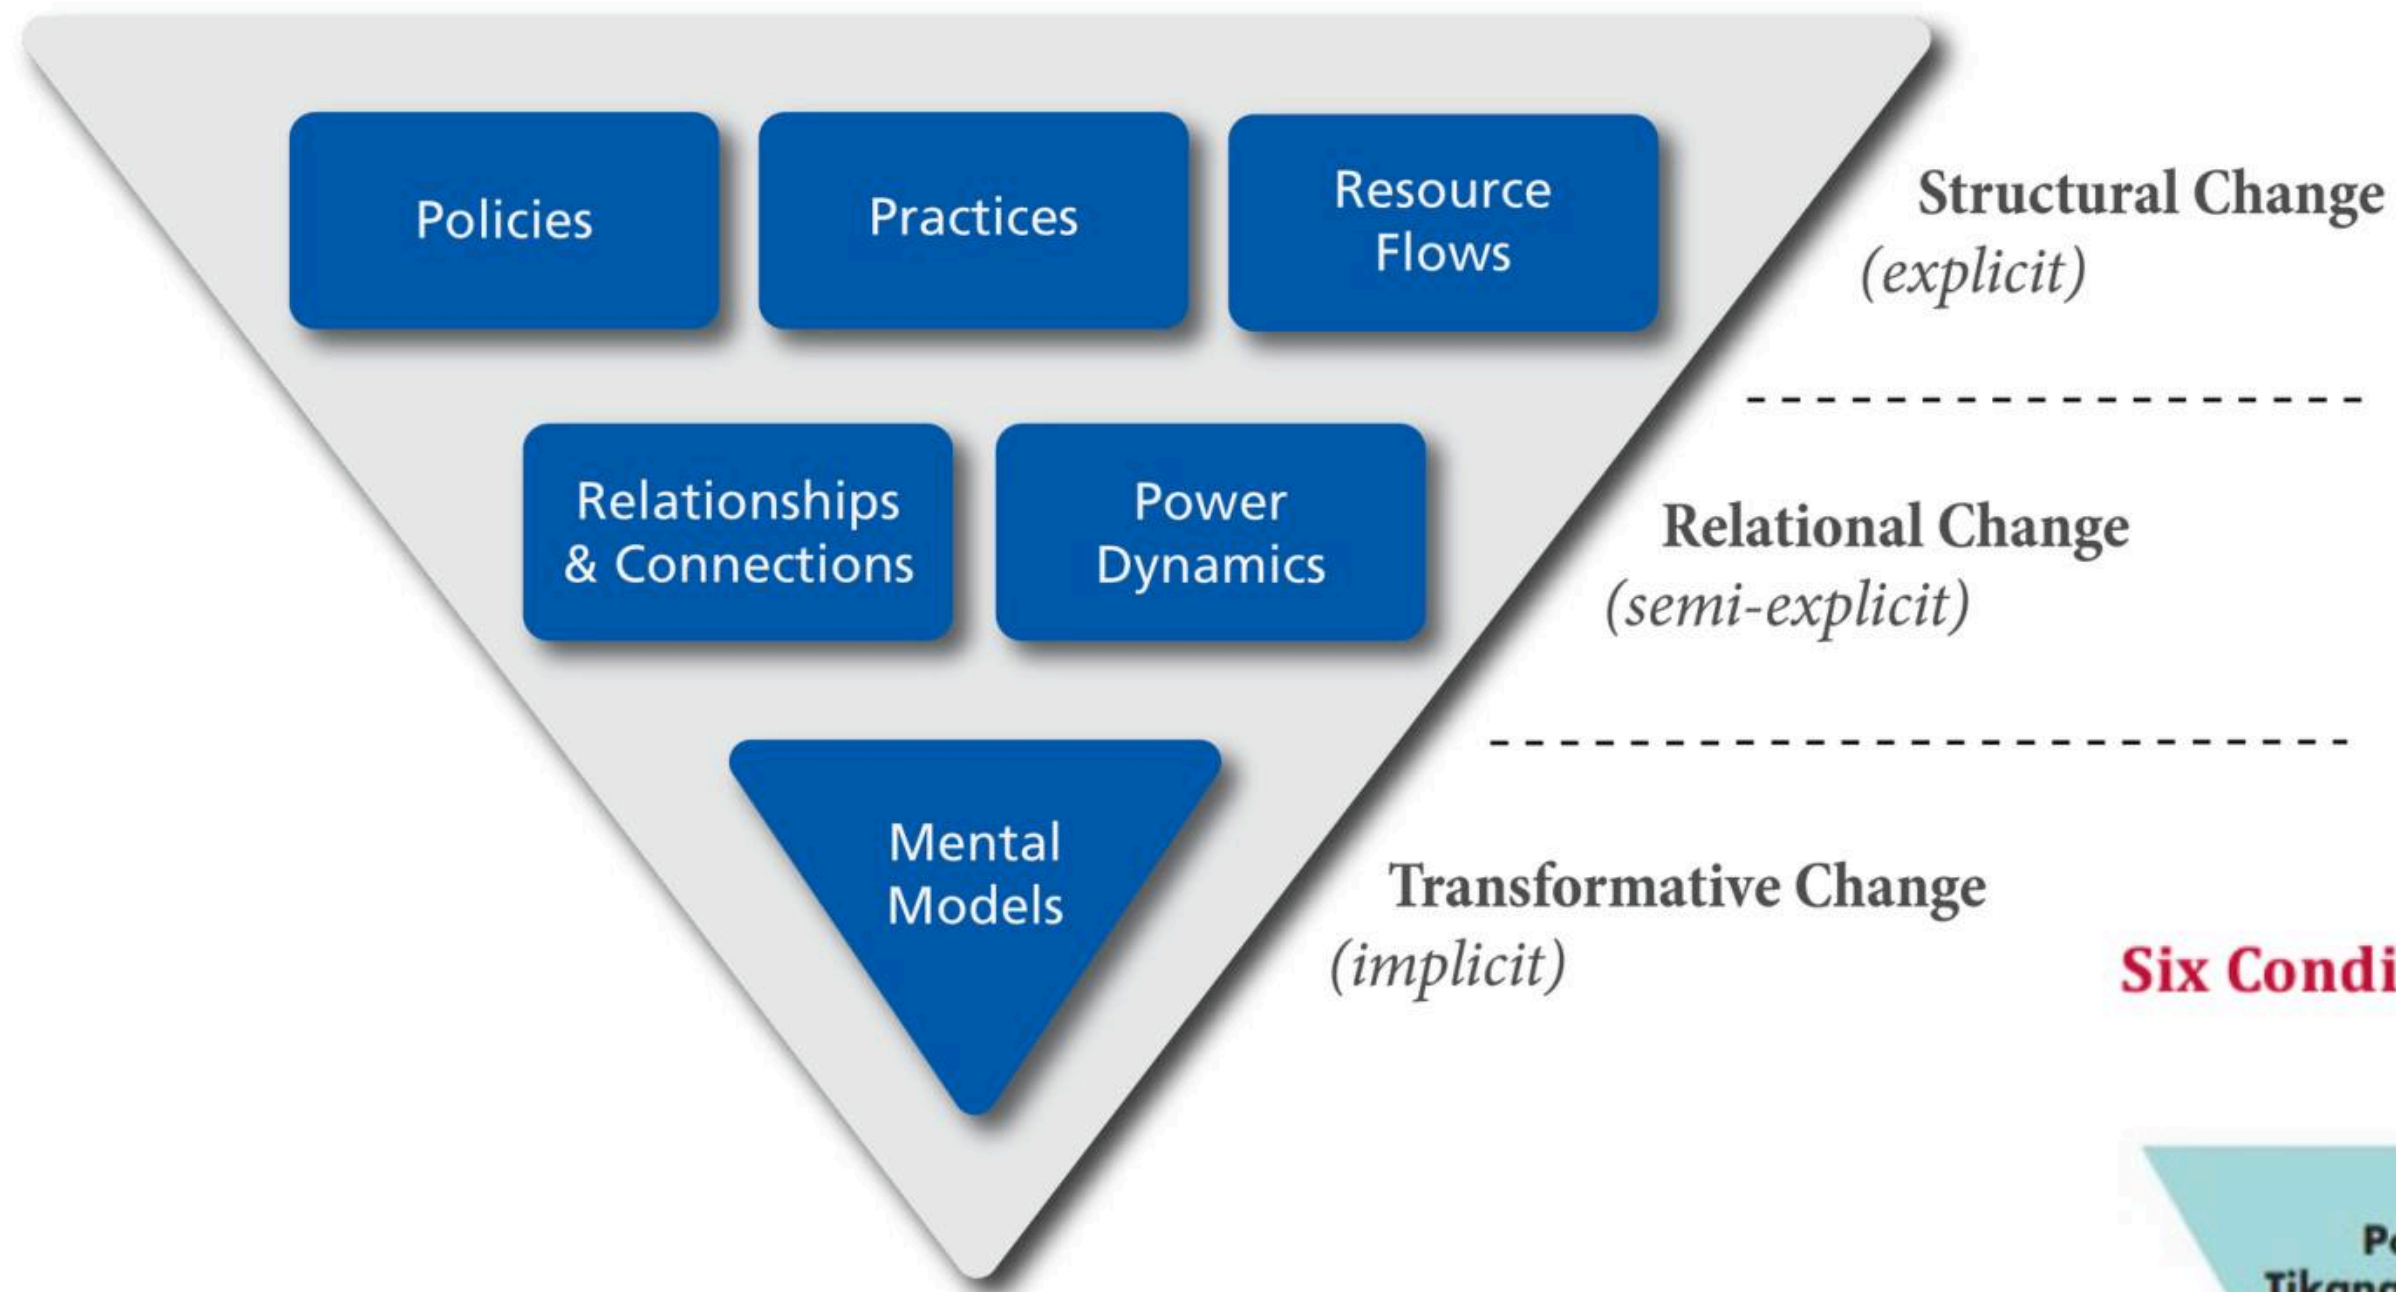 Policies
Practices
Resource
Flows
Structural Change
(explicit)
Relationships
& Connections
Power
Dynamics
Relational Change
(semi-explicit)
Mental
Models
Transformative Change
(implicit)
Six